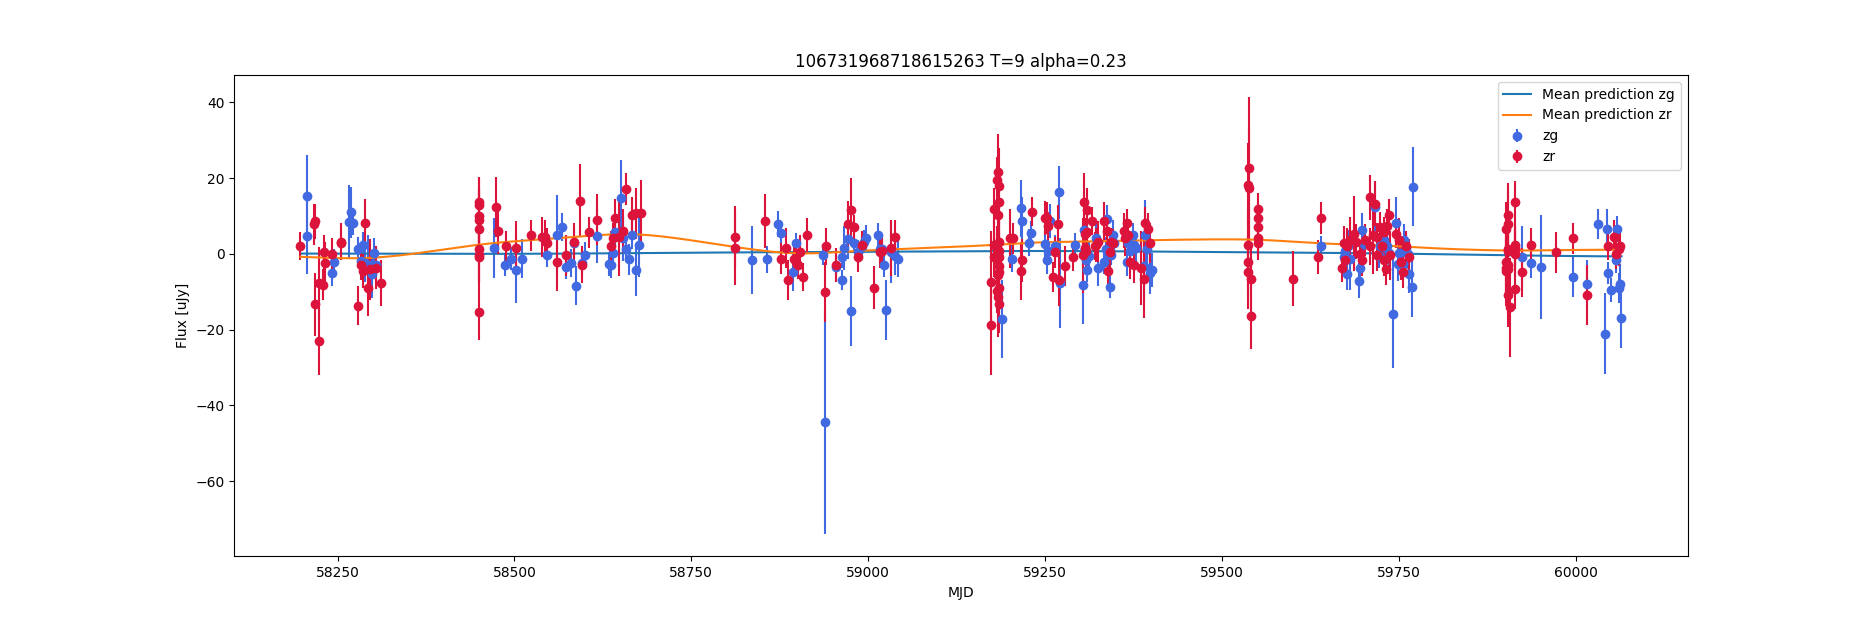 106731968718615263 T=9 alpha=0.23
Mean prediction zg
Mean prediction zr
zg
zr
40
20
0
−20
−40
−60
Flux [uJy]
58250
58500
58750
59000
59250
59500
59750
60000
MJD